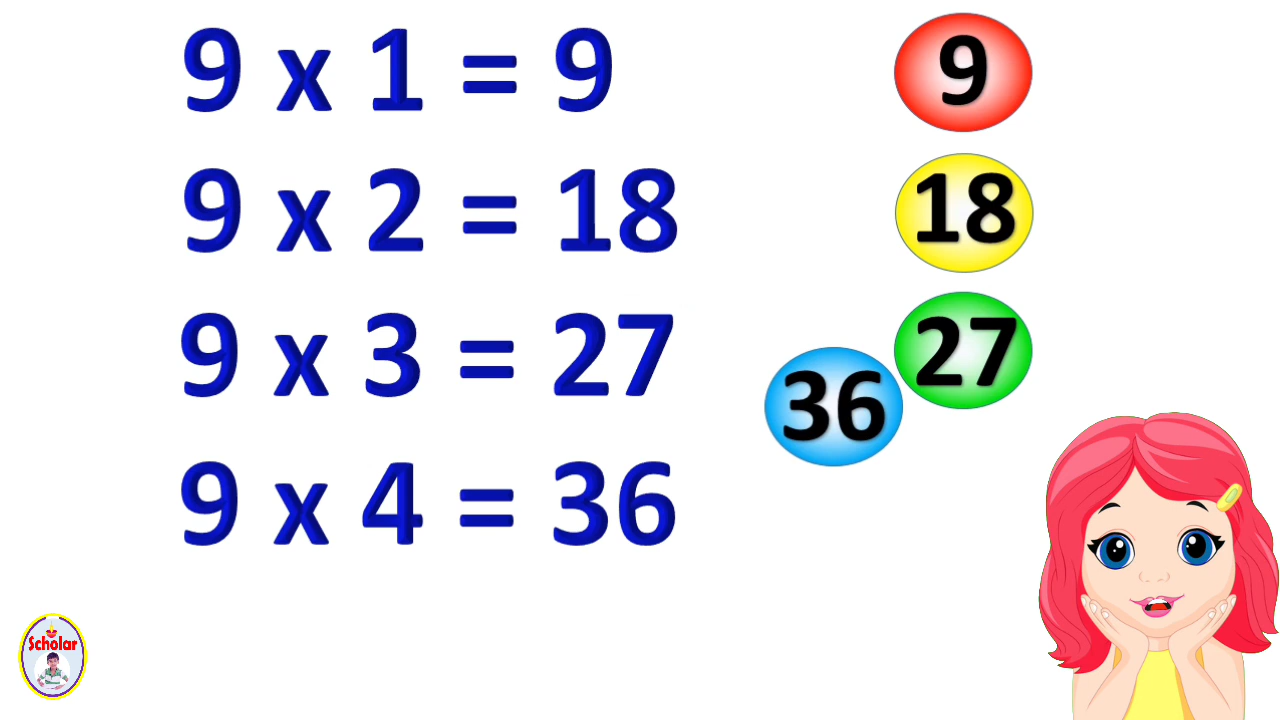 9 x 1 = 9
9
9 x 2 = 18
18
9 x 3 = 27
27
36
9 x 4 = 36
Scholar